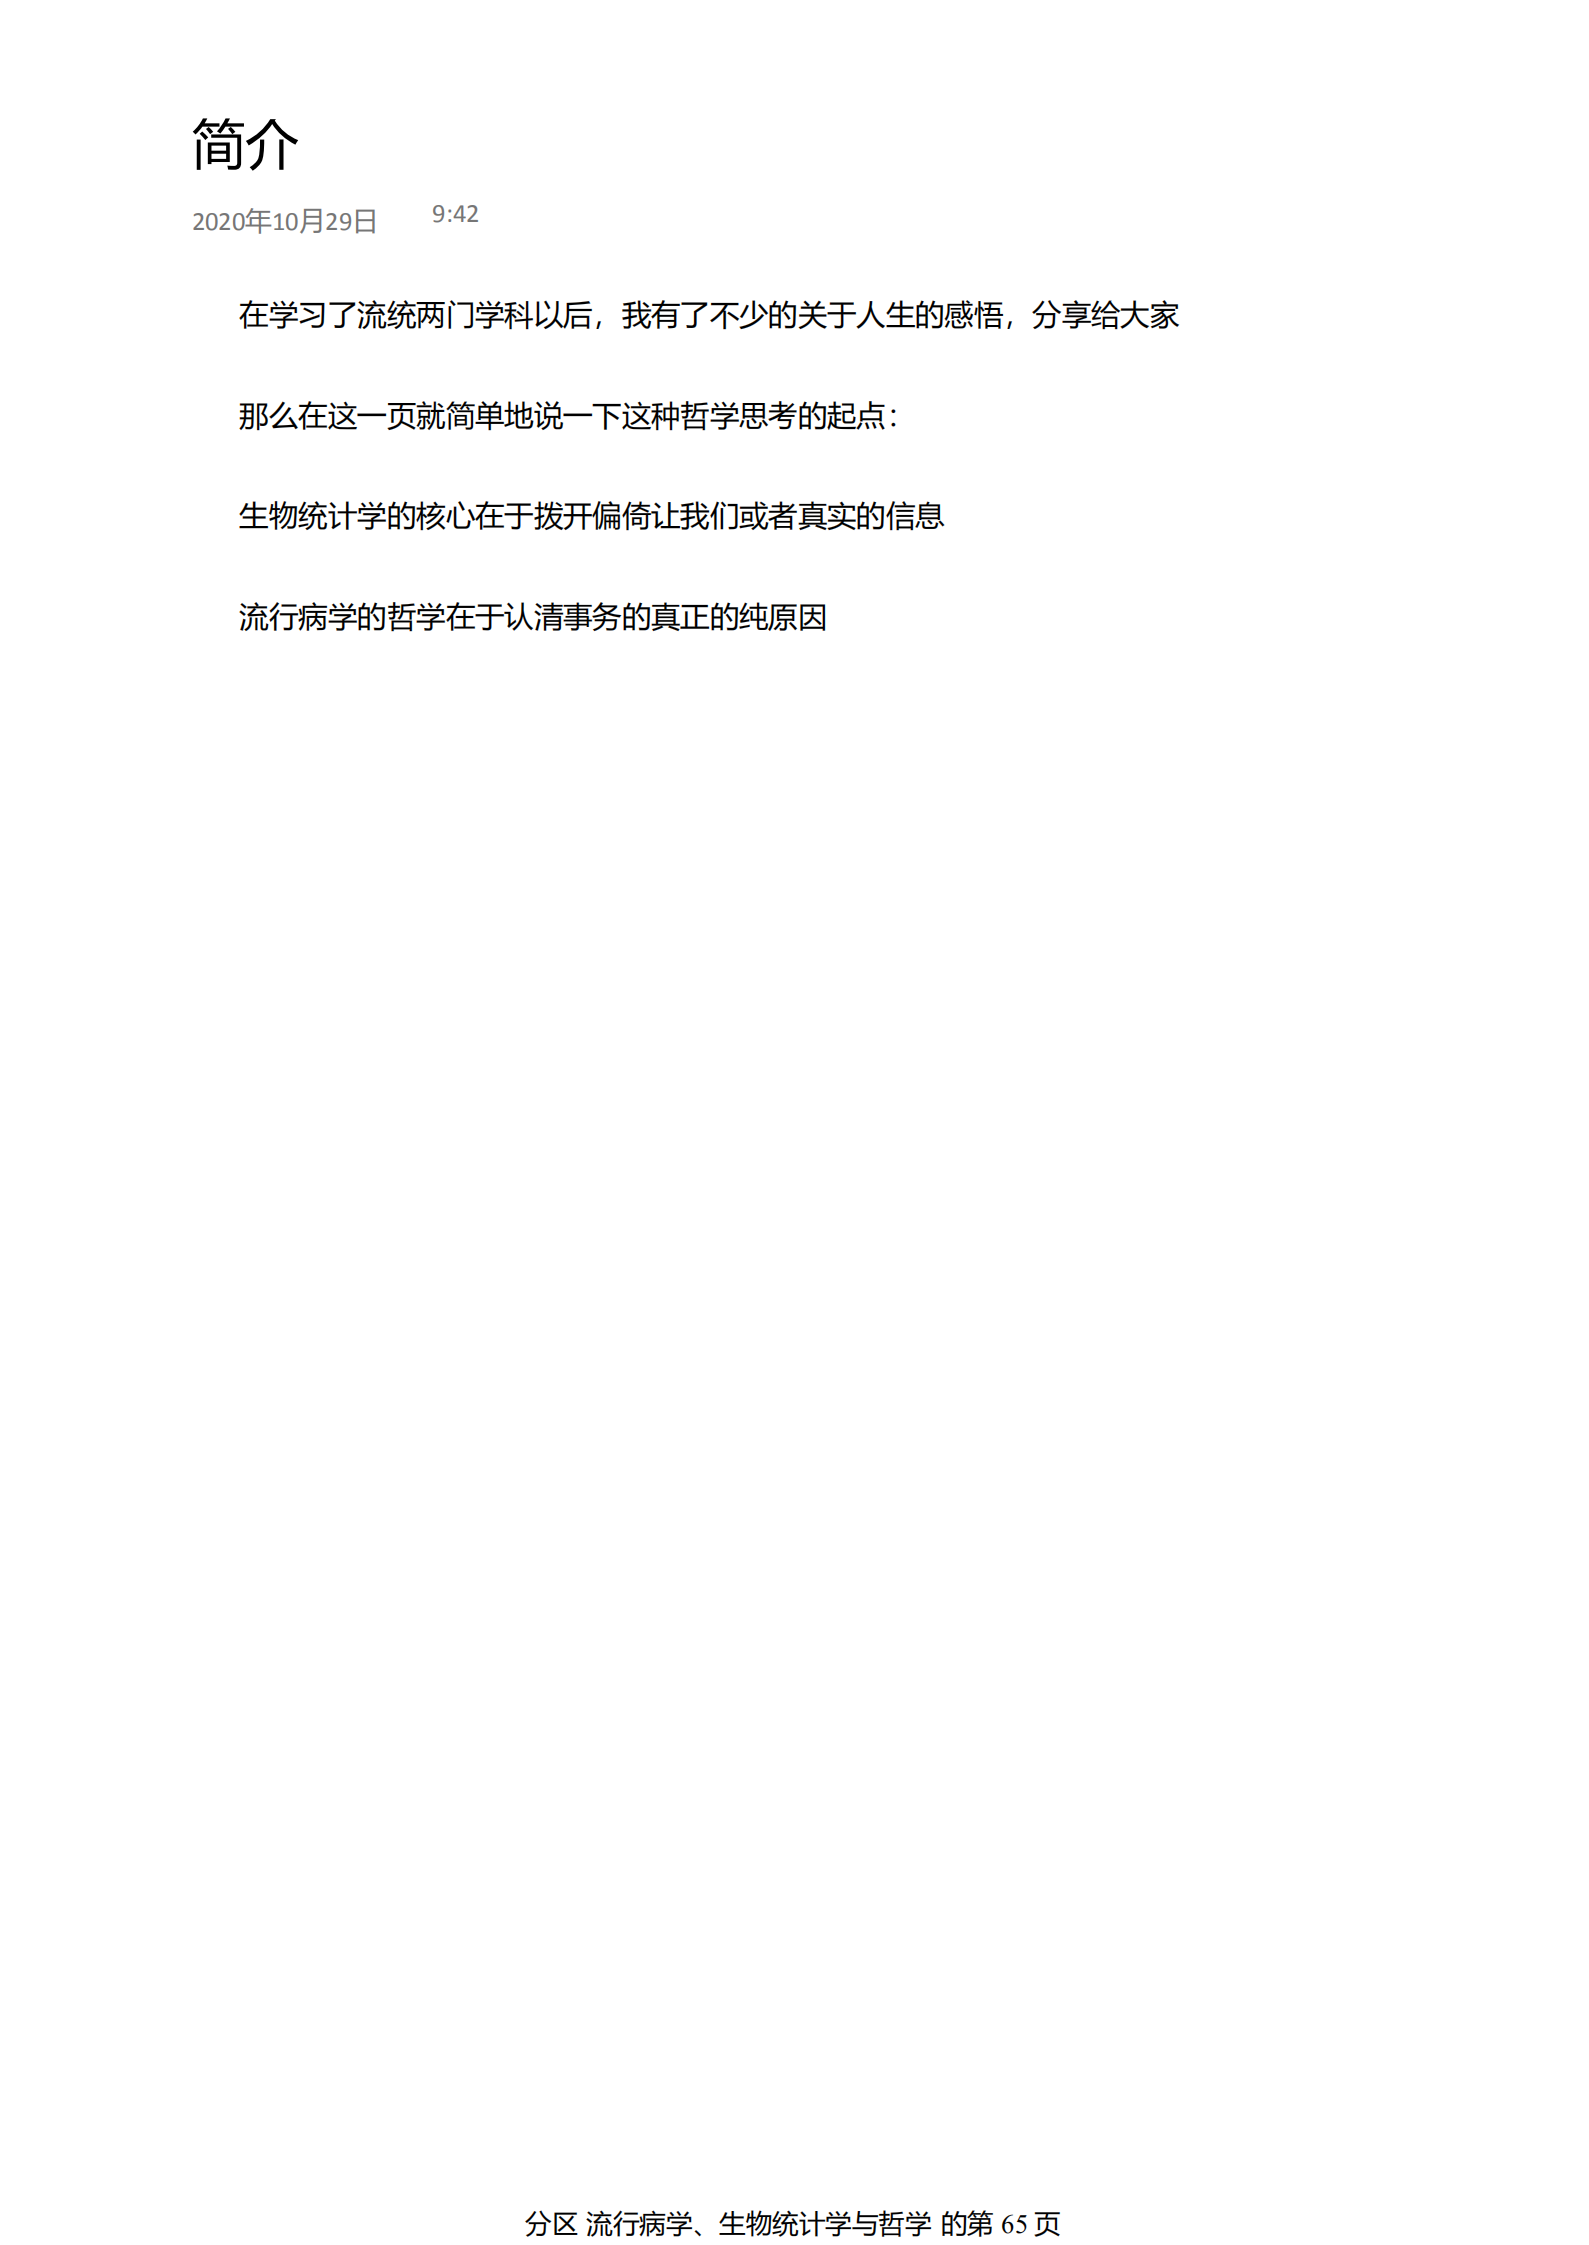 简介
2020年10月29日 9:42
在学习了流统两门学科以后，我有了不少的关于人生的感悟，分享给大家
那么在这一页就简单地说一下这种哲学思考的起点：
生物统计学的核心在于拨开偏倚让我们或者真实的信息
流行病学的哲学在于认清事务的真正的纯原因
分区 流行病学、生物统计学与哲学 的第 65 页